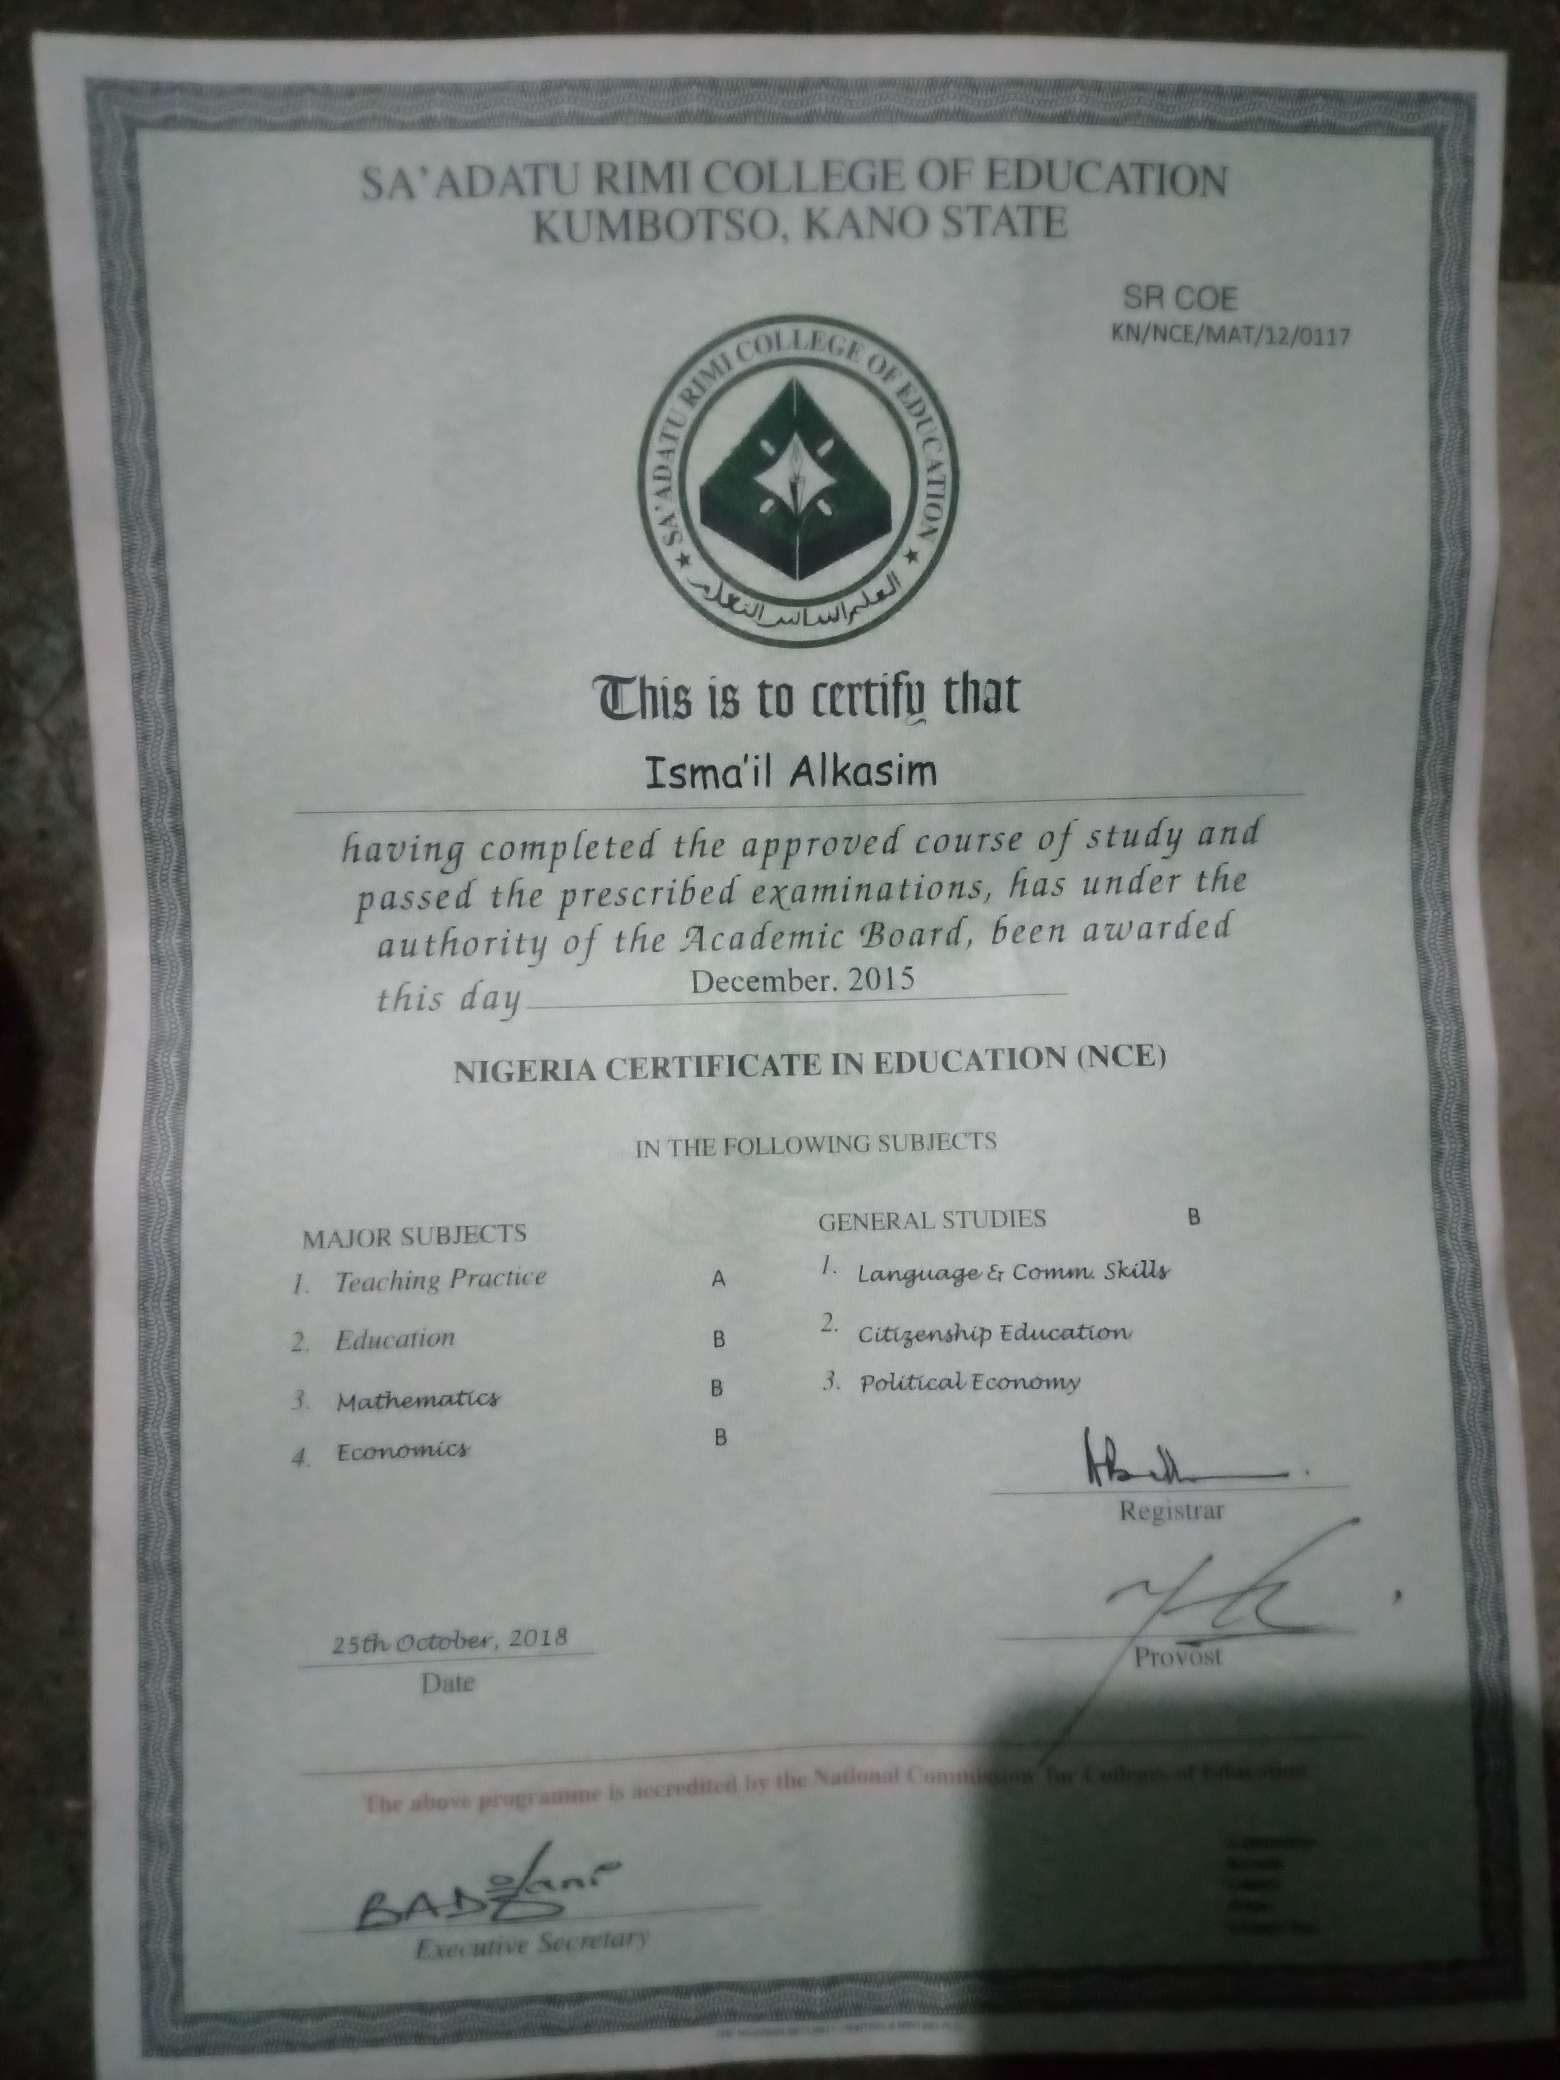 SA'ADATU RIMI COLLEGE OF EDUCATION
KUMBOTSO, KANO STATE
SR COE
KN/NCE/MAT/12/0117
SA'ADATU RIMI COLLEGE OF EDUCATION
This is to certify that
Isma'il Alkasim
having completed the approved course of study and
passed the prescribed examinations, has under the
authority of the Academic Board, been awarded
this day December. 2015
NIGERIA CERTIFICATE IN EDUCATION (NCE)
IN THE FOLLOWING SUBJECTS
MAJOR SUBJECTS
1. Teaching Practice A
2. Education B
3. Mathematics B
4. Economics B
GENERAL STUDIES B
1. Language & Comm. Skills
2. Citizenship Education
3. Political Economy
Registrar
Provost
25th October, 2018
Date
The above programme is accredited by the National Commission for Colleges of Education
Executive Secretary